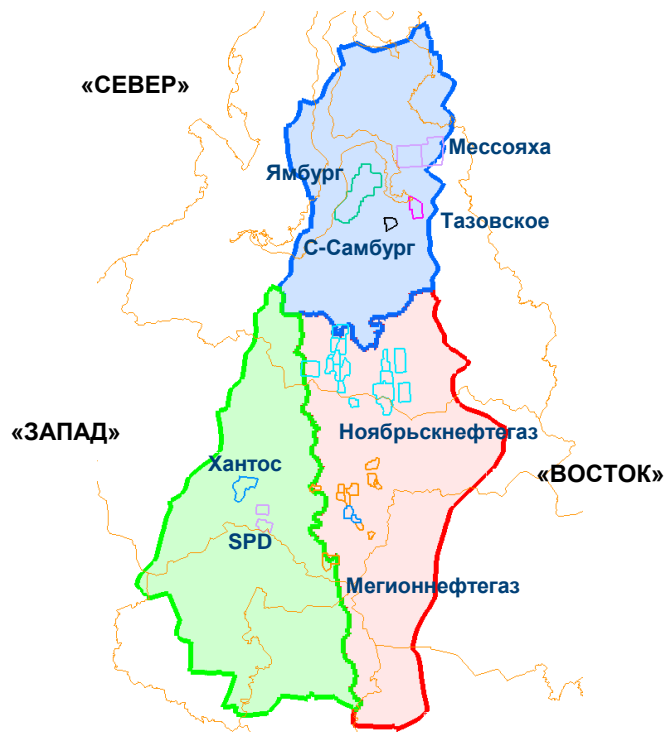 «СЕВЕР»
Мессояха
Ямбург
Тазовское
С-Самбург
«ЗАПАД»
Ноябрьскнефтегаз
Хантос
«ВОСТОК»
SPD
Мегионнефтегаз